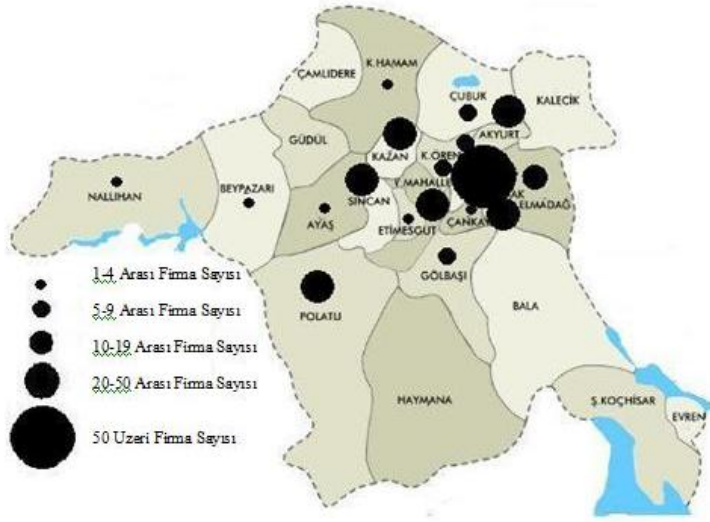 K.HAMAM
ÇAMLIDERE
ÇUBUK
KALECİK
GÜDÜL
AKYURT
KAZAN
K.ÖREN
NALLIHAN
BEYPAZARI
SİNCAN
Y.MAHALLE
AK
ELMADAĞ
AYAŞ
ETİMESGUT
ÇANKAY
GÖLBAŞI
1-4 Arası Firma Sayısı
5-9 Arası Firma Sayısı
POLATLI
BALA
10-19 Arası Firma Sayısı
20-50 Arası Firma Sayısı
HAYMANA
Ş.KOÇHİSAR
EVREN
50 Uzeri Firma Sayısı